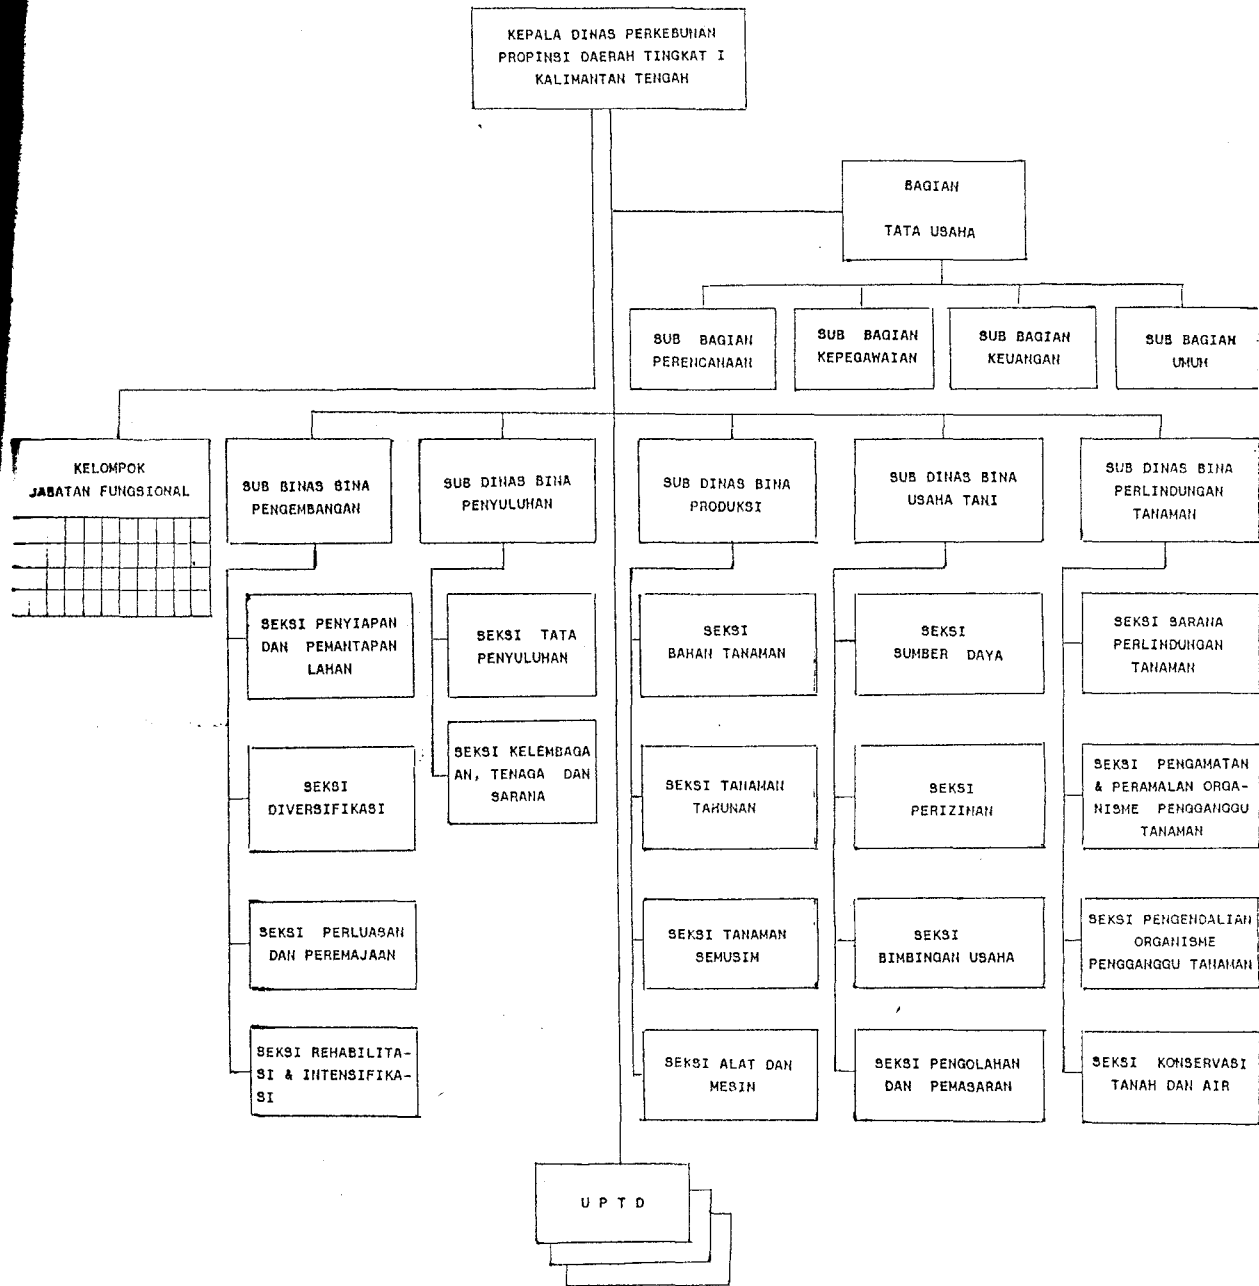 KEPALA DINAS PERKEBUNAN
PROPINSI DAERAH TINGKAT I
KALIMANTAN TENGAH
BAGIAN
TATA USAHA
SUB BAGIAN
PERENCANAAN
SUB BAGIAN
KEPEGAWAIAN
SUB BAGIAN
KEUANGAN
SUB BAGIAN
UMUM
KELOMPOK
JABATAN FUNGSIONAL
SUB BINAS BINA
PENGEMBANGAN
SUB DINAS BINA
PENYULUHAN
SUB DINAS BINA
PRODUKSI
SUB DINAS BINA
USAHA TANI
SUB DINAS BINA
PERLINDUNGAN
TANAMAN
SEKSI PENYIAPAN
DAN PEMANTAPAN
LAHAN
SEKSI TATA
PENYULUHAN
SEKSI
BAHAN TANAMAN
SEKSI
SUMBER DAYA
SEKSI SARANA
PERLINDUNGAN
TANAMAN
SEKSI
DIVERSIFIKASI
SEKSI KELEMBAGA
AN, TENAGA DAN
SARANA
SEKSI TANAMAN
TAHUNAN
SEKSI
PERIZINAN
SEKSI PENGAMATAN
& PERAMALAN ORGA-
NISME PENGGANGGU
TANAMAN
SEKSI PERLUASAN
DAN PEREMAJAAN
SEKSI TANAMAN
SEMUSIM
SEKSI
BIMBINGAN USAHA
SEKSI PENGENDALIAN
ORGANISME
PENGGANGGU TANAMAN
SEKSI REHABILITA-
SI & INTENSIFIKA-
SI
SEKSI ALAT DAN
MESIN
SEKSI PENGOLAHAN
DAN PEMASARAN
SEKSI KONSERVASI
TANAH DAN AIR
U P T D